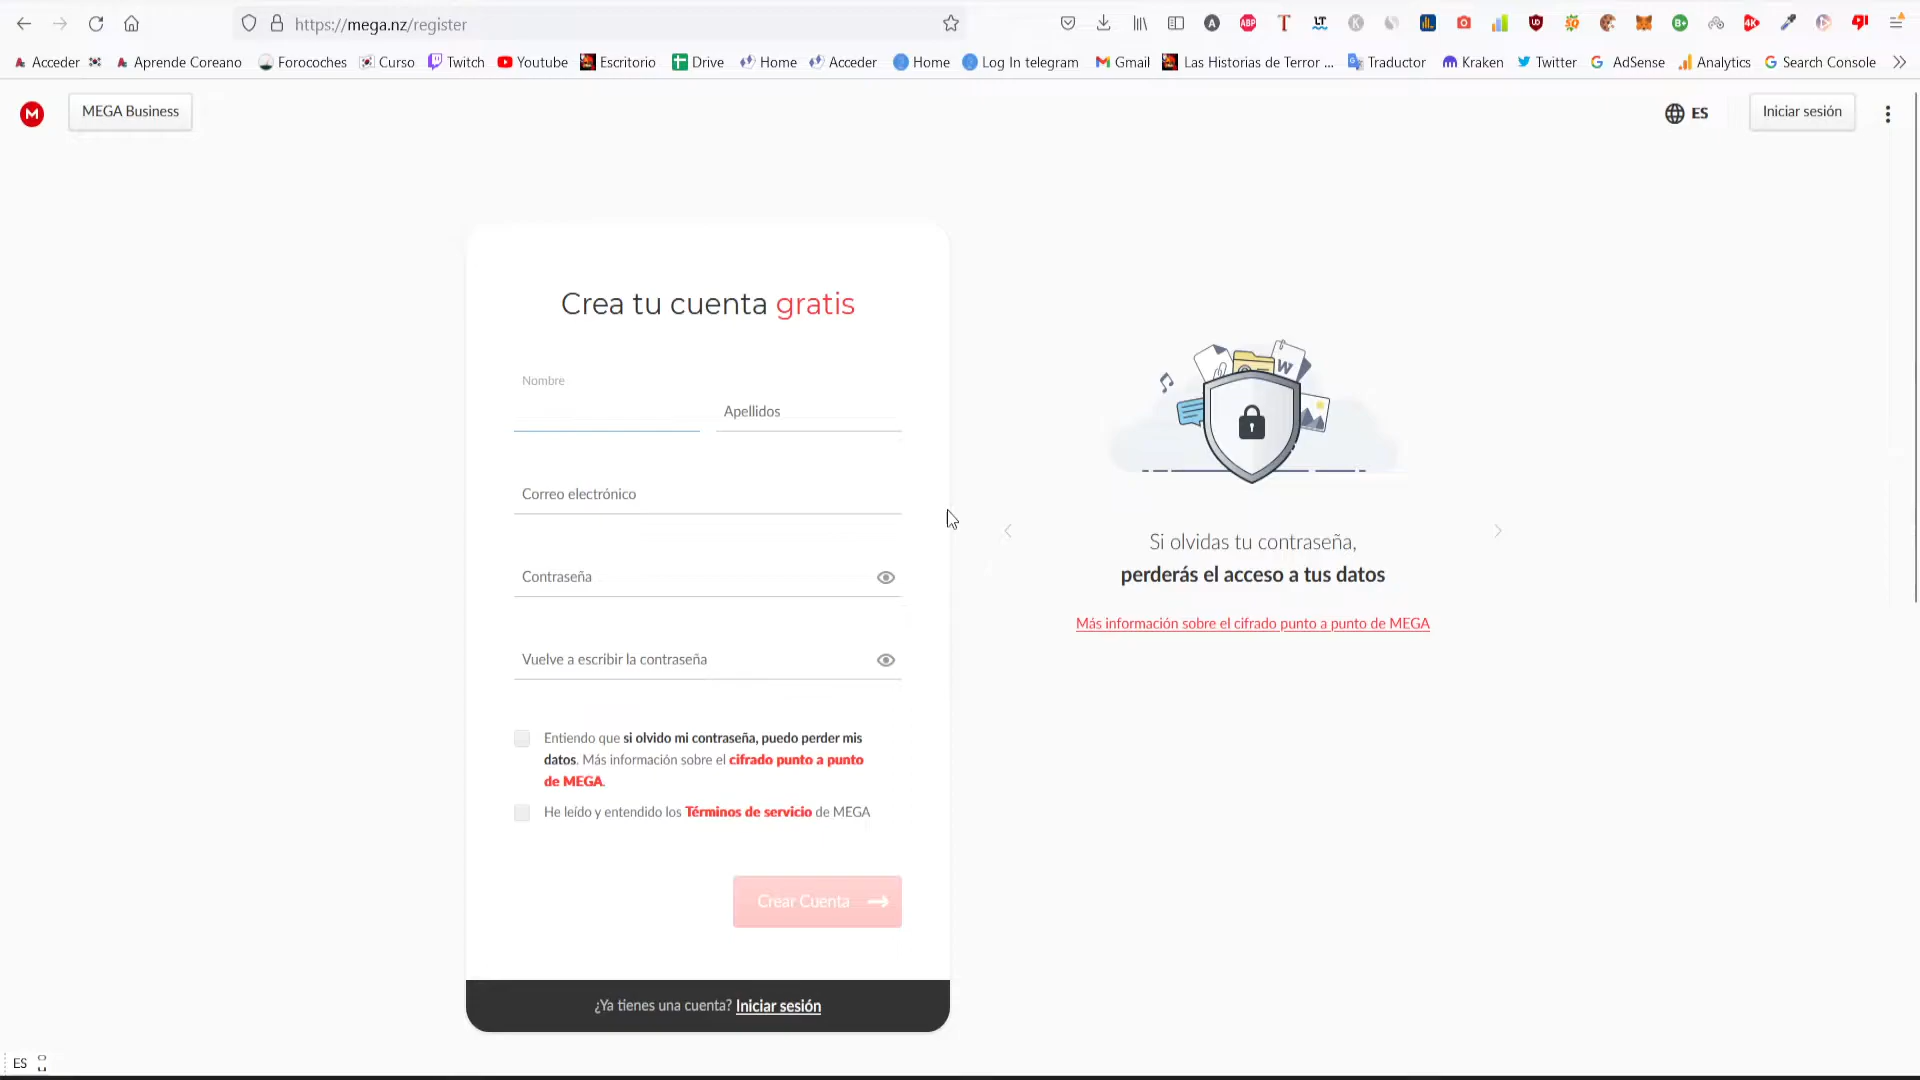 https://mega.nz/register
Acceder
Aprende Coreano
Forocoches
Curso
Twitch
Youtube
Escritorio
Drive
Home
Acceder
Home
Log In telegram
Gmail
Las Historias de Terror ...
Traductor
Kraken
Twitter
AdSense
Analytics
Search Console
MEGA Business
ES
Iniciar sesión
Crea tu cuenta gratis
Nombre
Apellidos
Correo electrónico
Contraseña
Vuelve a escribir la contraseña
Entiendo que si olvido mi contraseña, puedo perder mis
datos. Más información sobre el cifrado punto a punto
de MEGA.
He leído y entendido los Términos de servicio de MEGA
Crear Cuenta
¿Ya tienes una cuenta? Iniciar sesión
W
Si olvidas tu contraseña,
perderás el acceso a tus datos
Más información sobre el cifrado punto a punto de MEGA
ES